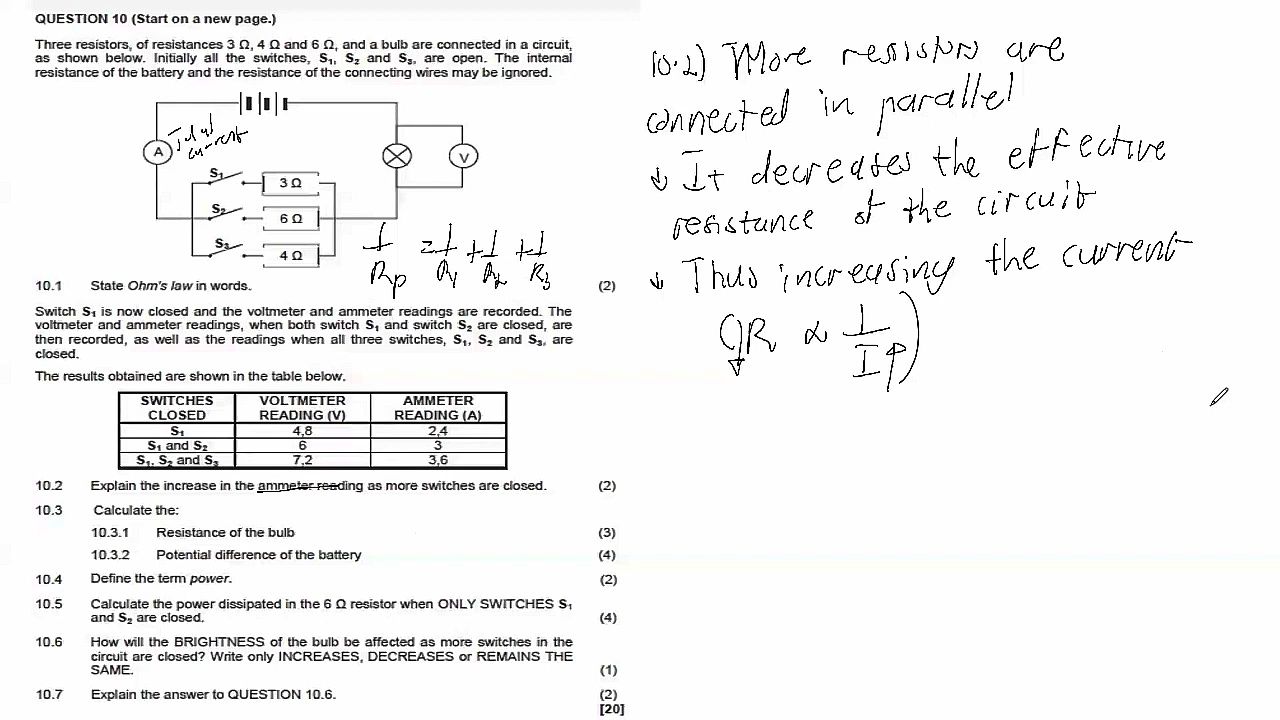 QUESTION 10 (Start on a new page.)
Three resistors, of resistances 3 Ω, 4 Ω and 6 Ω, and a bulb are connected in a circuit,
as shown below. Initially all the switches, S₁, S₂ and S₃, are open. The internal
resistance of the battery and the resistance of the connecting wires may be ignored.
A
Total
current
V
S₁
3 Ω
S₂
6 Ω
S₃
4 Ω
1/Rp = 1/R₁ + 1/R₂ + 1/R₃
10.1 State Ohm's law in words. (2)
Switch S₁ is now closed and the voltmeter and ammeter readings are recorded. The
voltmeter and ammeter readings, when both switch S₁ and switch S₂ are closed, are
then recorded, as well as the readings when all three switches, S₁, S₂ and S₃, are
closed.
The results obtained are shown in the table below.
SWITCHES CLOSED VOLTMETER READING (V) AMMETER READING (A)
S₁ 4,8 2,4
S₁ and S₂ 6 3
S₁, S₂ and S₃ 7,2 3,6
10.2 Explain the increase in the ammeter reading as more switches are closed. (2)
10.3 Calculate the:
10.3.1 Resistance of the bulb (3)
10.3.2 Potential difference of the battery (4)
10.4 Define the term power. (2)
10.5 Calculate the power dissipated in the 6 Ω resistor when ONLY SWITCHES S₁
and S₂ are closed. (4)
10.6 How will the BRIGHTNESS of the bulb be affected as more switches in the
circuit are closed? Write only INCREASES, DECREASES or REMAINS THE
SAME. (1)
10.7 Explain the answer to QUESTION 10.6. (2)
[20]
10.2) More resistors are
connected in parallel
↓ It decreases the effective
resistance of the circuit
↓ Thus increasing the current
(↓R ∝ 1/I↑)